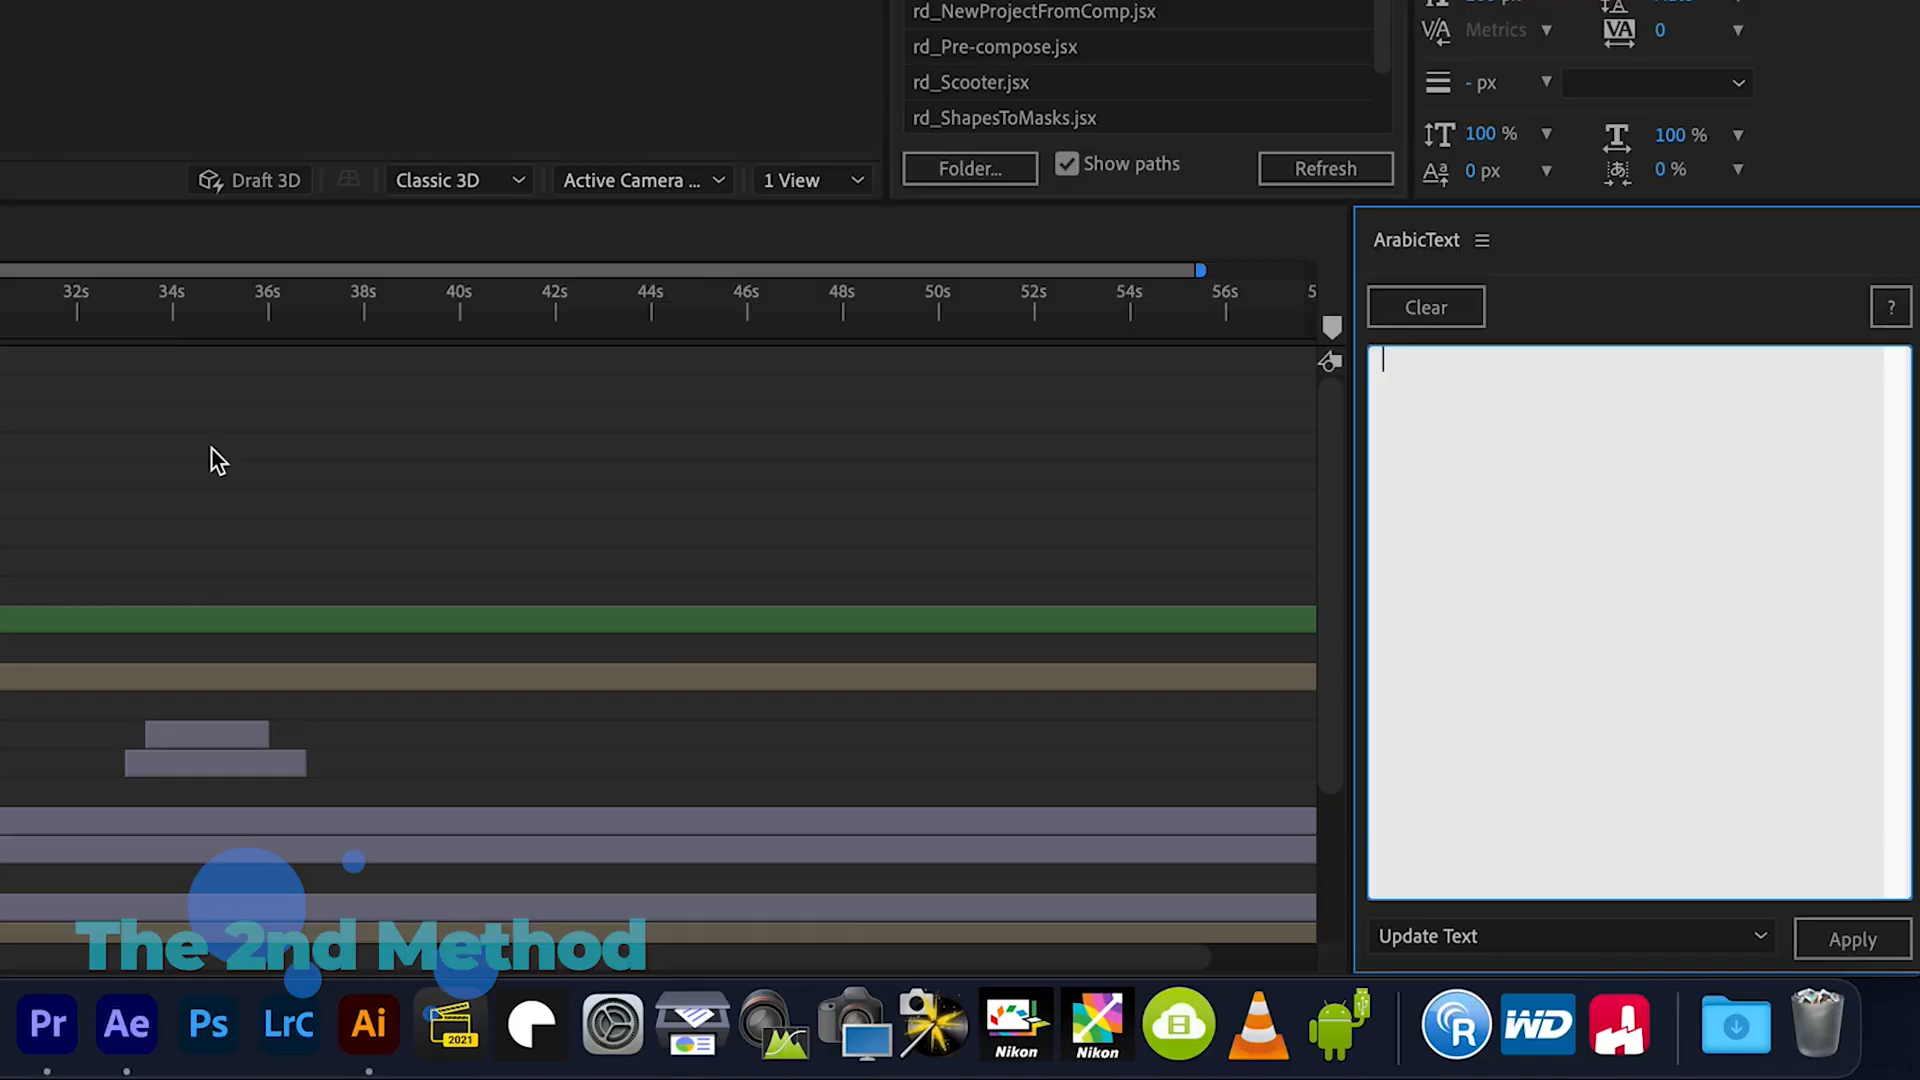 rd_NewProjectFromComp.jsx
rd_Pre-compose.jsx
rd_Scooter.jsx
rd_ShapesToMasks.jsx
Folder...
Show paths
Refresh
Metrics
0
- px
100 %
100 %
0 px
0 %
Draft 3D
Classic 3D
Active Camera ...
1 View
ArabicText
Clear
?
32s 34s 36s 38s 40s 42s 44s 46s 48s 50s 52s 54s 56s 5
Update Text
Apply
The 2nd Method
Pr
Ae
Ps
LrC
Ai
2021
Nikon
Nikon
R
WD